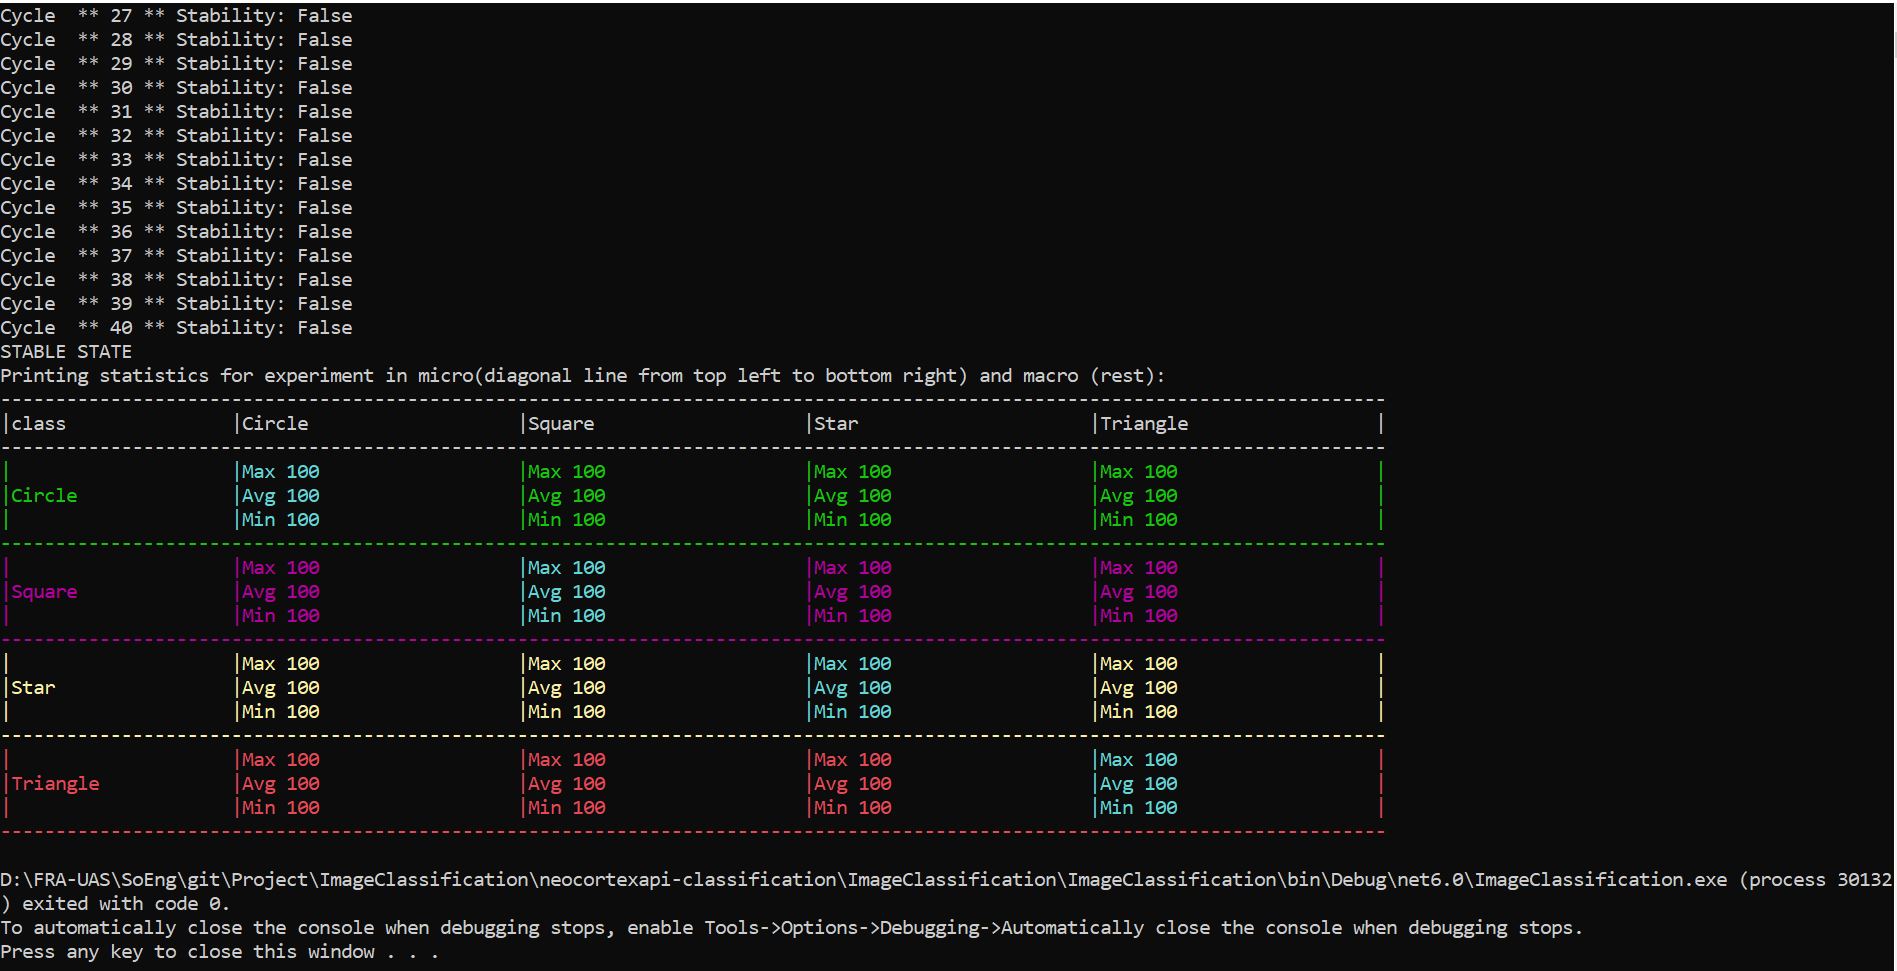 Cycle  ** 27 ** Stability: False
Cycle  ** 28 ** Stability: False
Cycle  ** 29 ** Stability: False
Cycle  ** 30 ** Stability: False
Cycle  ** 31 ** Stability: False
Cycle  ** 32 ** Stability: False
Cycle  ** 33 ** Stability: False
Cycle  ** 34 ** Stability: False
Cycle  ** 35 ** Stability: False
Cycle  ** 36 ** Stability: False
Cycle  ** 37 ** Stability: False
Cycle  ** 38 ** Stability: False
Cycle  ** 39 ** Stability: False
Cycle  ** 40 ** Stability: False
STABLE STATE
Printing statistics for experiment in micro(diagonal line from top left to bottom right) and macro (rest):
------------------------------------------------------------------------------------------------------------------------------
|class               |Circle                   |Square                   |Star                     |Triangle                 |
------------------------------------------------------------------------------------------------------------------------------
|                    |Max 100                  |Max 100                  |Max 100                  |Max 100                  |
|Circle              |Avg 100                  |Avg 100                  |Avg 100                  |Avg 100                  |
|                    |Min 100                  |Min 100                  |Min 100                  |Min 100                  |
------------------------------------------------------------------------------------------------------------------------------
|                    |Max 100                  |Max 100                  |Max 100                  |Max 100                  |
|Square              |Avg 100                  |Avg 100                  |Avg 100                  |Avg 100                  |
|                    |Min 100                  |Min 100                  |Min 100                  |Min 100                  |
------------------------------------------------------------------------------------------------------------------------------
|                    |Max 100                  |Max 100                  |Max 100                  |Max 100                  |
|Star                |Avg 100                  |Avg 100                  |Avg 100                  |Avg 100                  |
|                    |Min 100                  |Min 100                  |Min 100                  |Min 100                  |
------------------------------------------------------------------------------------------------------------------------------
|                    |Max 100                  |Max 100                  |Max 100                  |Max 100                  |
|Triangle            |Avg 100                  |Avg 100                  |Avg 100                  |Avg 100                  |
|                    |Min 100                  |Min 100                  |Min 100                  |Min 100                  |
------------------------------------------------------------------------------------------------------------------------------

D:\FRA-UAS\SoEng\git\Project\ImageClassification\neocortexapi-classification\ImageClassification\ImageClassification\bin\Debug\net6.0\ImageClassification.exe (process 30132
) exited with code 0.
To automatically close the console when debugging stops, enable Tools->Options->Debugging->Automatically close the console when debugging stops.
Press any key to close this window . . .